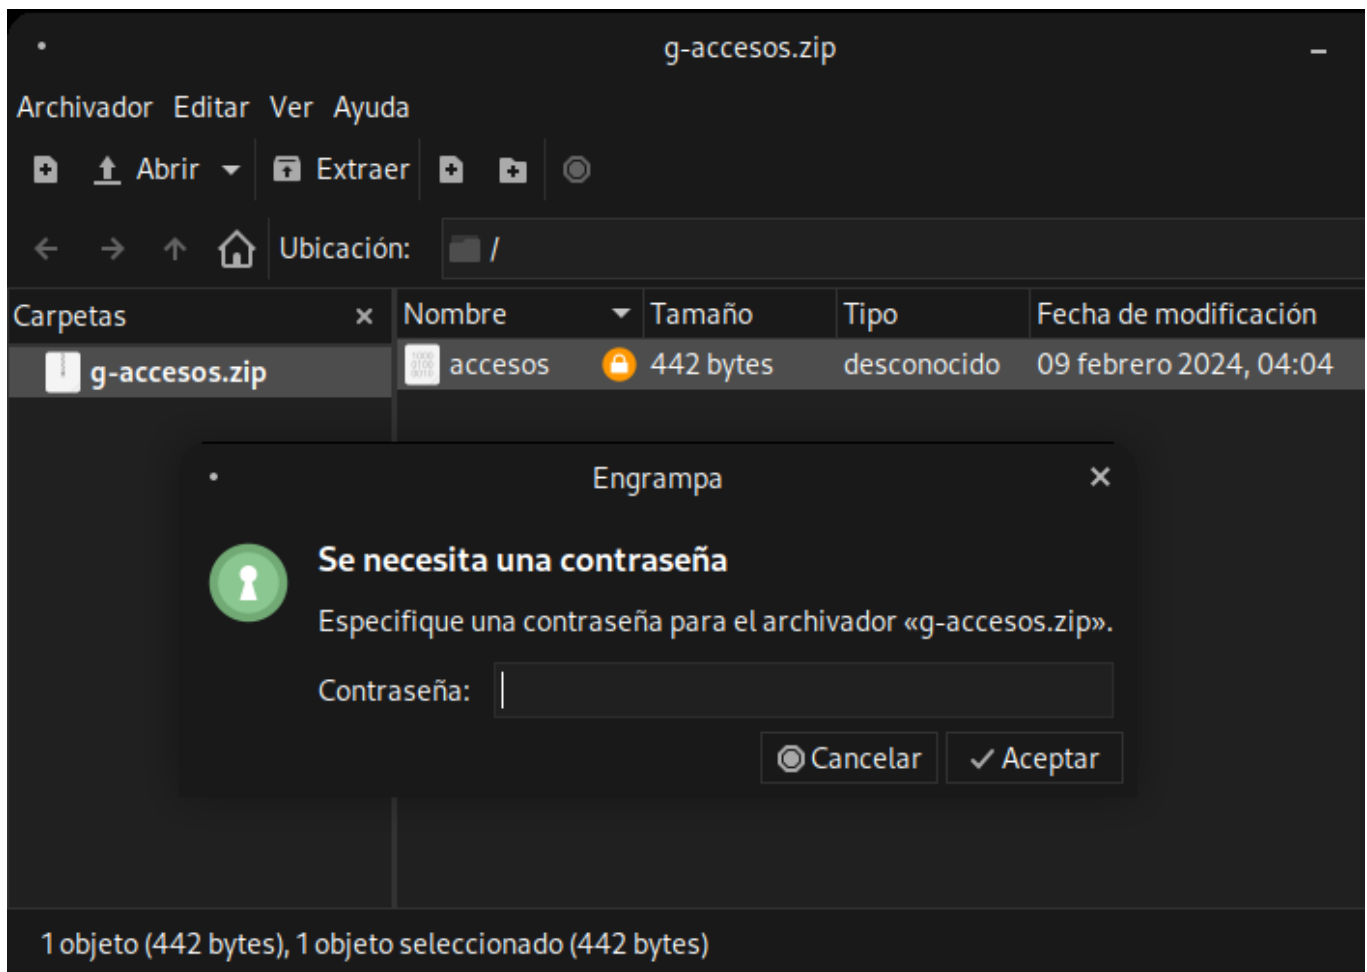 g-accesos.zip
Archivador Editar Ver Ayuda
Abrir Extraer
Ubicación: /
Carpetas Nombre Tamaño Tipo Fecha de modificación
g-accesos.zip accesos 442 bytes desconocido 09 febrero 2024, 04:04
Engrampa
Se necesita una contraseña
Especifique una contraseña para el archivador «g-accesos.zip».
Contraseña:
Cancelar Aceptar
1 objeto (442 bytes), 1 objeto seleccionado (442 bytes)